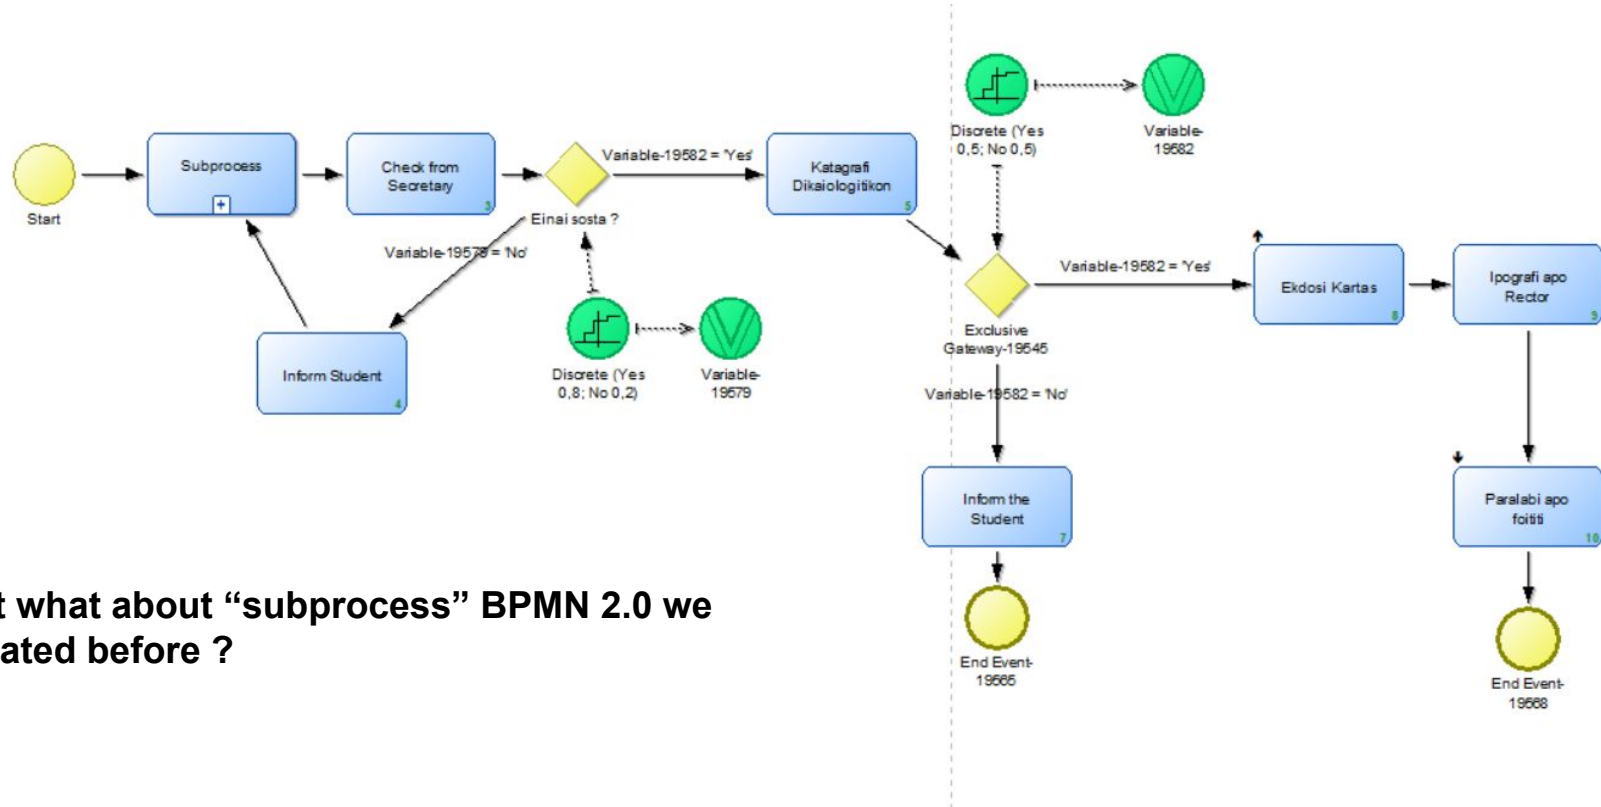 Start
Subprocess
Check from
Secretary
3
Einai sosta ?
Variable-19582 = 'Yes'
Variable-19579 = 'No'
Inform Student
4
Discrete (Yes
0,8; No 0,2)
Variable-
19579
Katagrafi
Dikaiologitikon
5
Discrete (Yes
0,5; No 0,5)
Variable-
19582
Exclusive
Gateway-19545
Variable-19582 = 'Yes'
Variable-19582 = 'No'
Ekdosi Kartas
8
Ipografi apo
Rector
9
Inform the
Student
7
End Event-
19565
Paralabi apo
foititi
10
End Event-
19568
what about “subprocess” BPMN 2.0 we
before ?